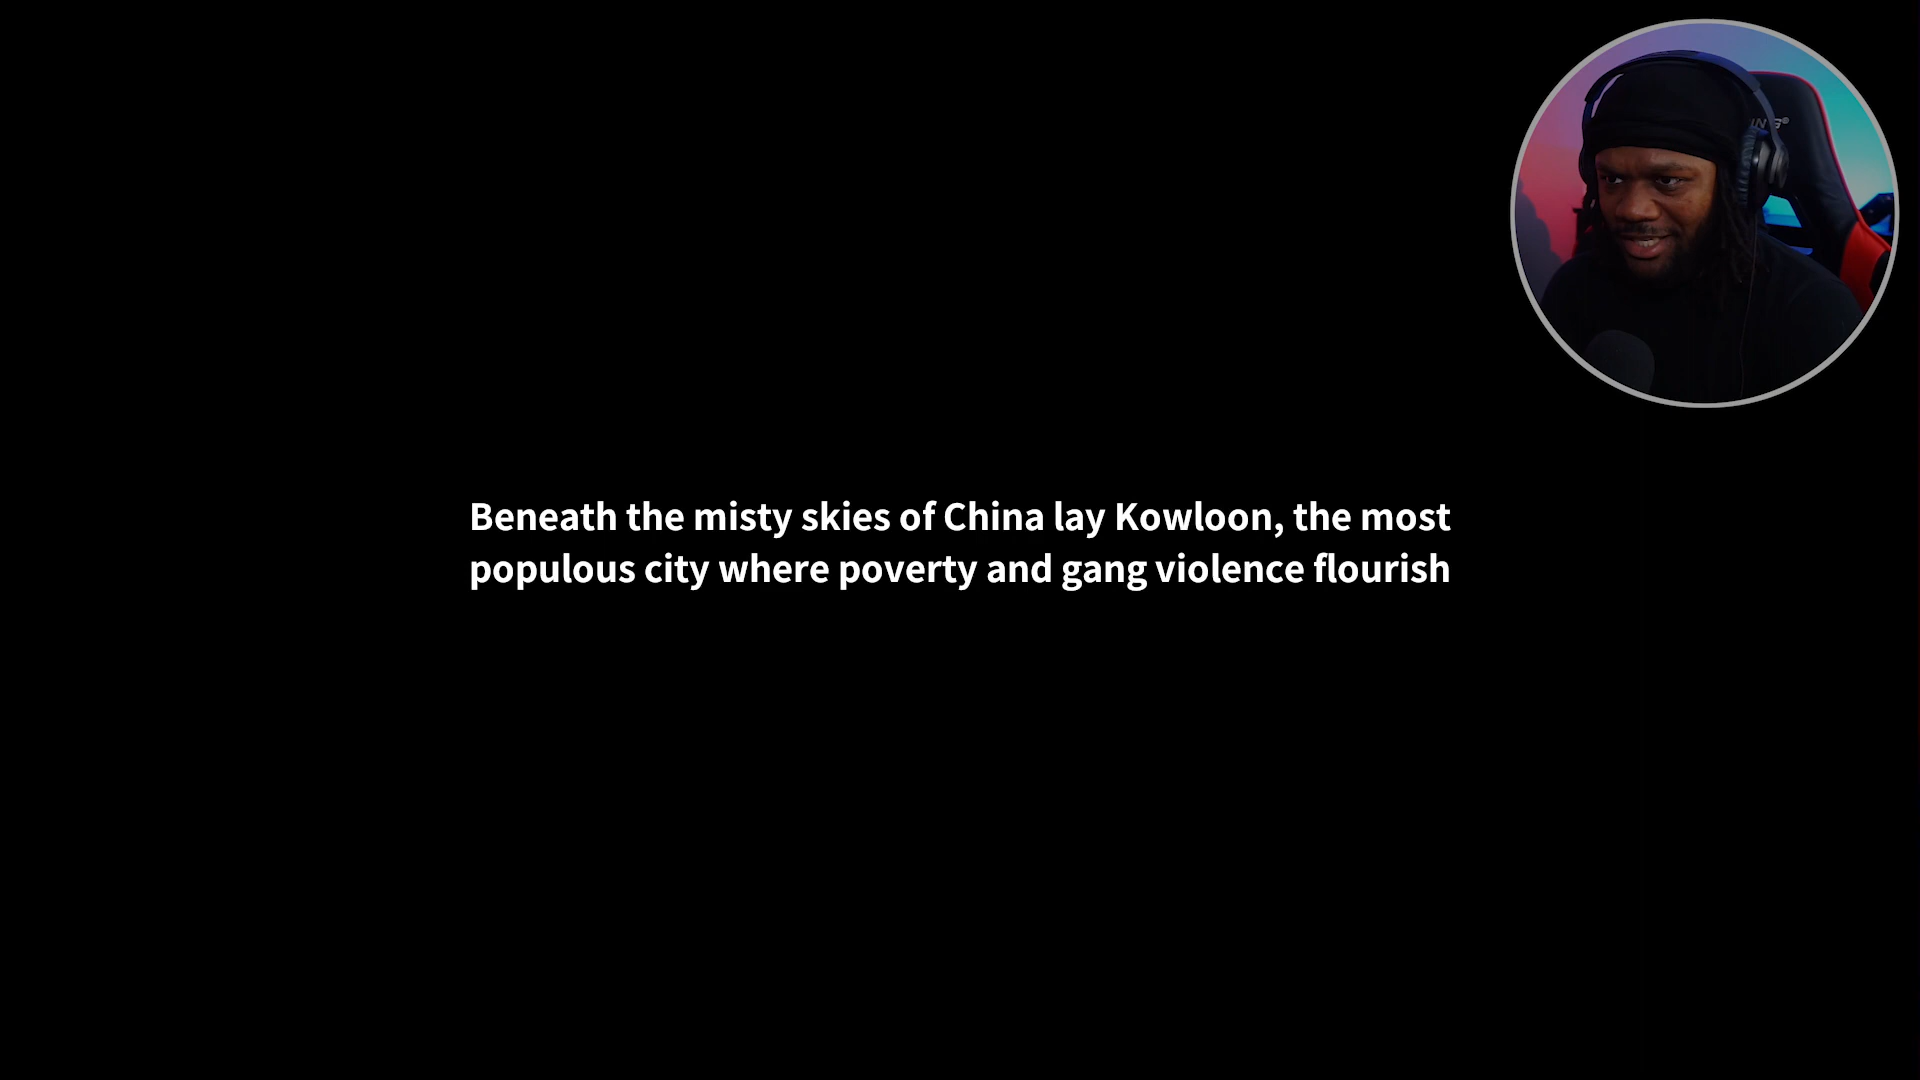 Beneath the misty skies of China lay Kowloon, the most
populous city where poverty and gang violence flourish